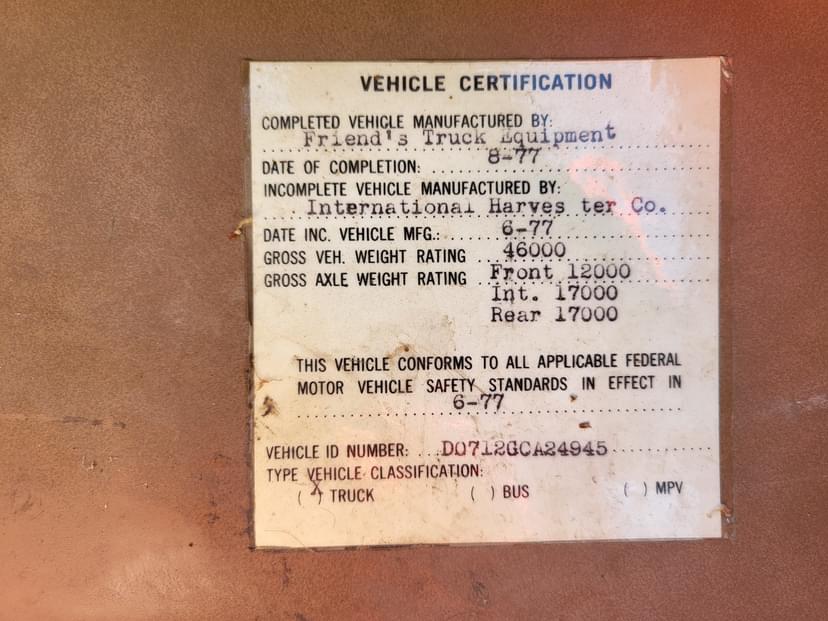 VEHICLE CERTIFICATION
COMPLETED VEHICLE MANUFACTURED BY:
Friend's Truck Equipment
DATE OF COMPLETION: 8-77
INCOMPLETE VEHICLE MANUFACTURED BY:
International Harves ter Co.
DATE INC. VEHICLE MFG.: 6-77
GROSS VEH. WEIGHT RATING 46000
GROSS AXLE WEIGHT RATING Front 12000
Int. 17000
Rear 17000
THIS VEHICLE CONFORMS TO ALL APPLICABLE FEDERAL
MOTOR VEHICLE SAFETY STANDARDS IN EFFECT IN
6-77
VEHICLE ID NUMBER: D0712GCA24945
TYPE VEHICLE CLASSIFICATION:
(X) TRUCK ( ) BUS ( ) MPV